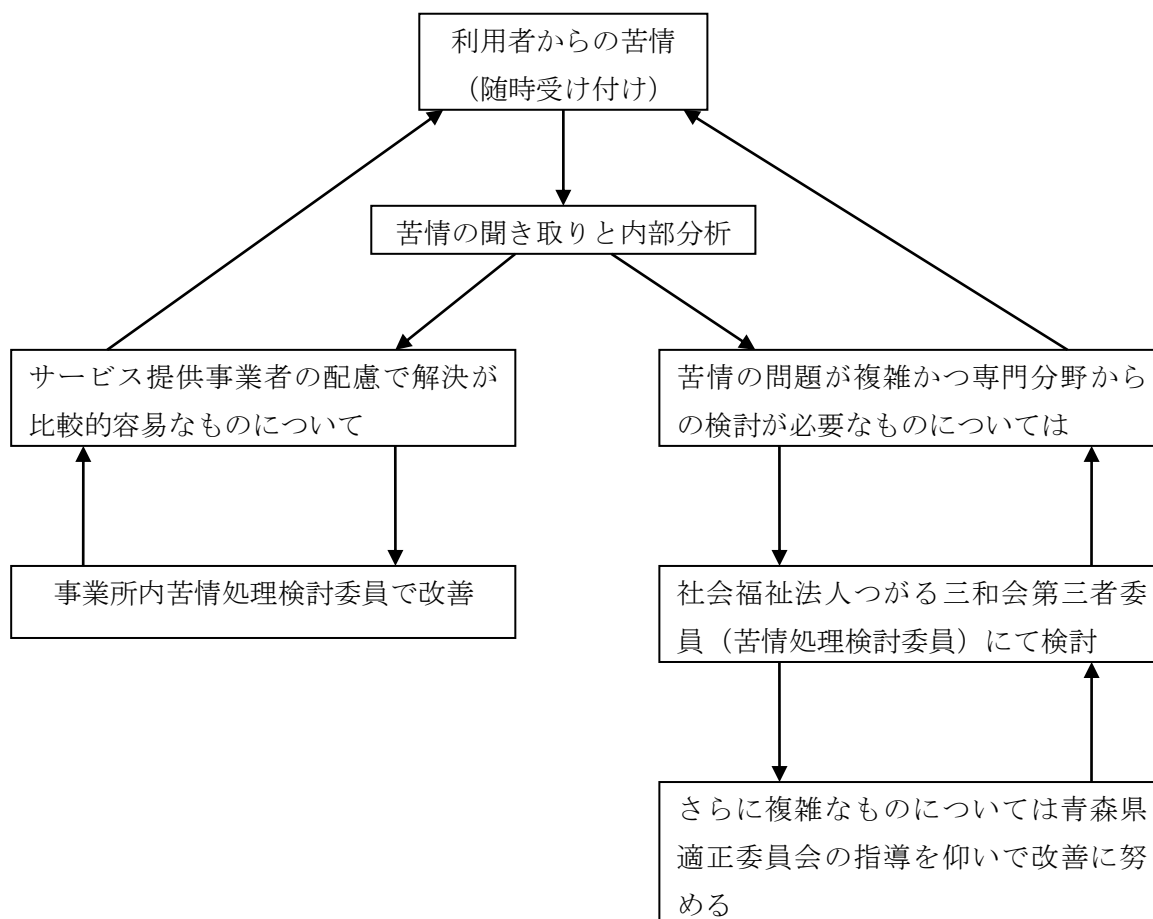 利用者からの苦情
（随時受け付け）
苦情の聞き取りと内部分析
サービス提供事業者の配慮で解決が
比較的容易なものについて
苦情の問題が複雑かつ専門分野から
の検討が必要なものについては
事業所内苦情処理検討委員で改善
社会福祉法人つがる三和会第三者委
員（苦情処理検討委員）にて検討
さらに複雑なものについては青森県
適正委員会の指導を仰いで改善に努
める